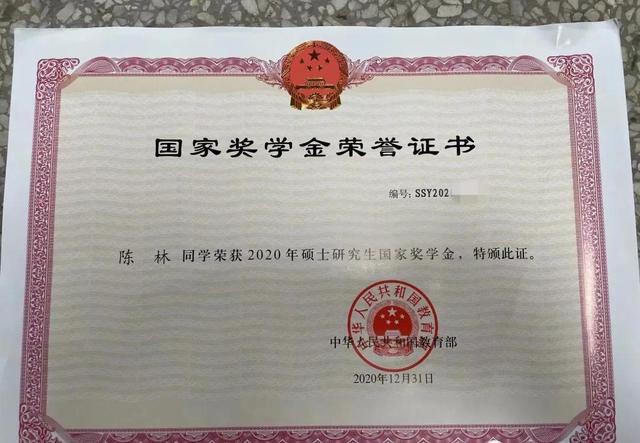 国家奖学金荣誉证书
编号：SSY202
陈 林 同学荣获2020年硕士研究生国家奖学金，特颁此证。
中华人民共和国教育部
中华人民共和国教育部
2020年12月31日